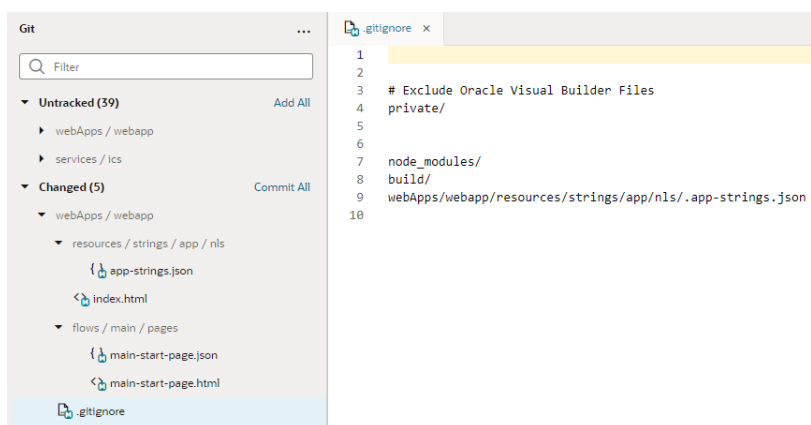 Git ...
Filter
Untracked (39) Add All
webApps / webapp
services / ics
Changed (5) Commit All
webApps / webapp
resources / strings / app / nls
{ } app-strings.json
<> index.html
flows / main / pages
{ } main-start-page.json
<> main-start-page.html
.gitignore
.gitignore ×
1
2
3 # Exclude Oracle Visual Builder Files
4 private/
5
6
7 node_modules/
8 build/
9 webApps/webapp/resources/strings/app/nls/.app-strings.json
10